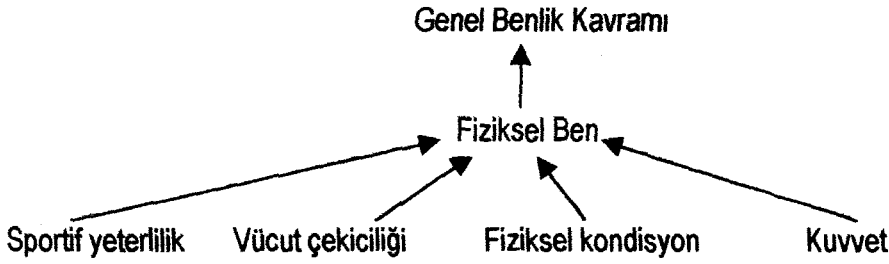 Genel Benlik Kavramı
Fiziksel Ben
Sportif yeterlilik Vücut çekiciliği Fiziksel kondisyon Kuvvet